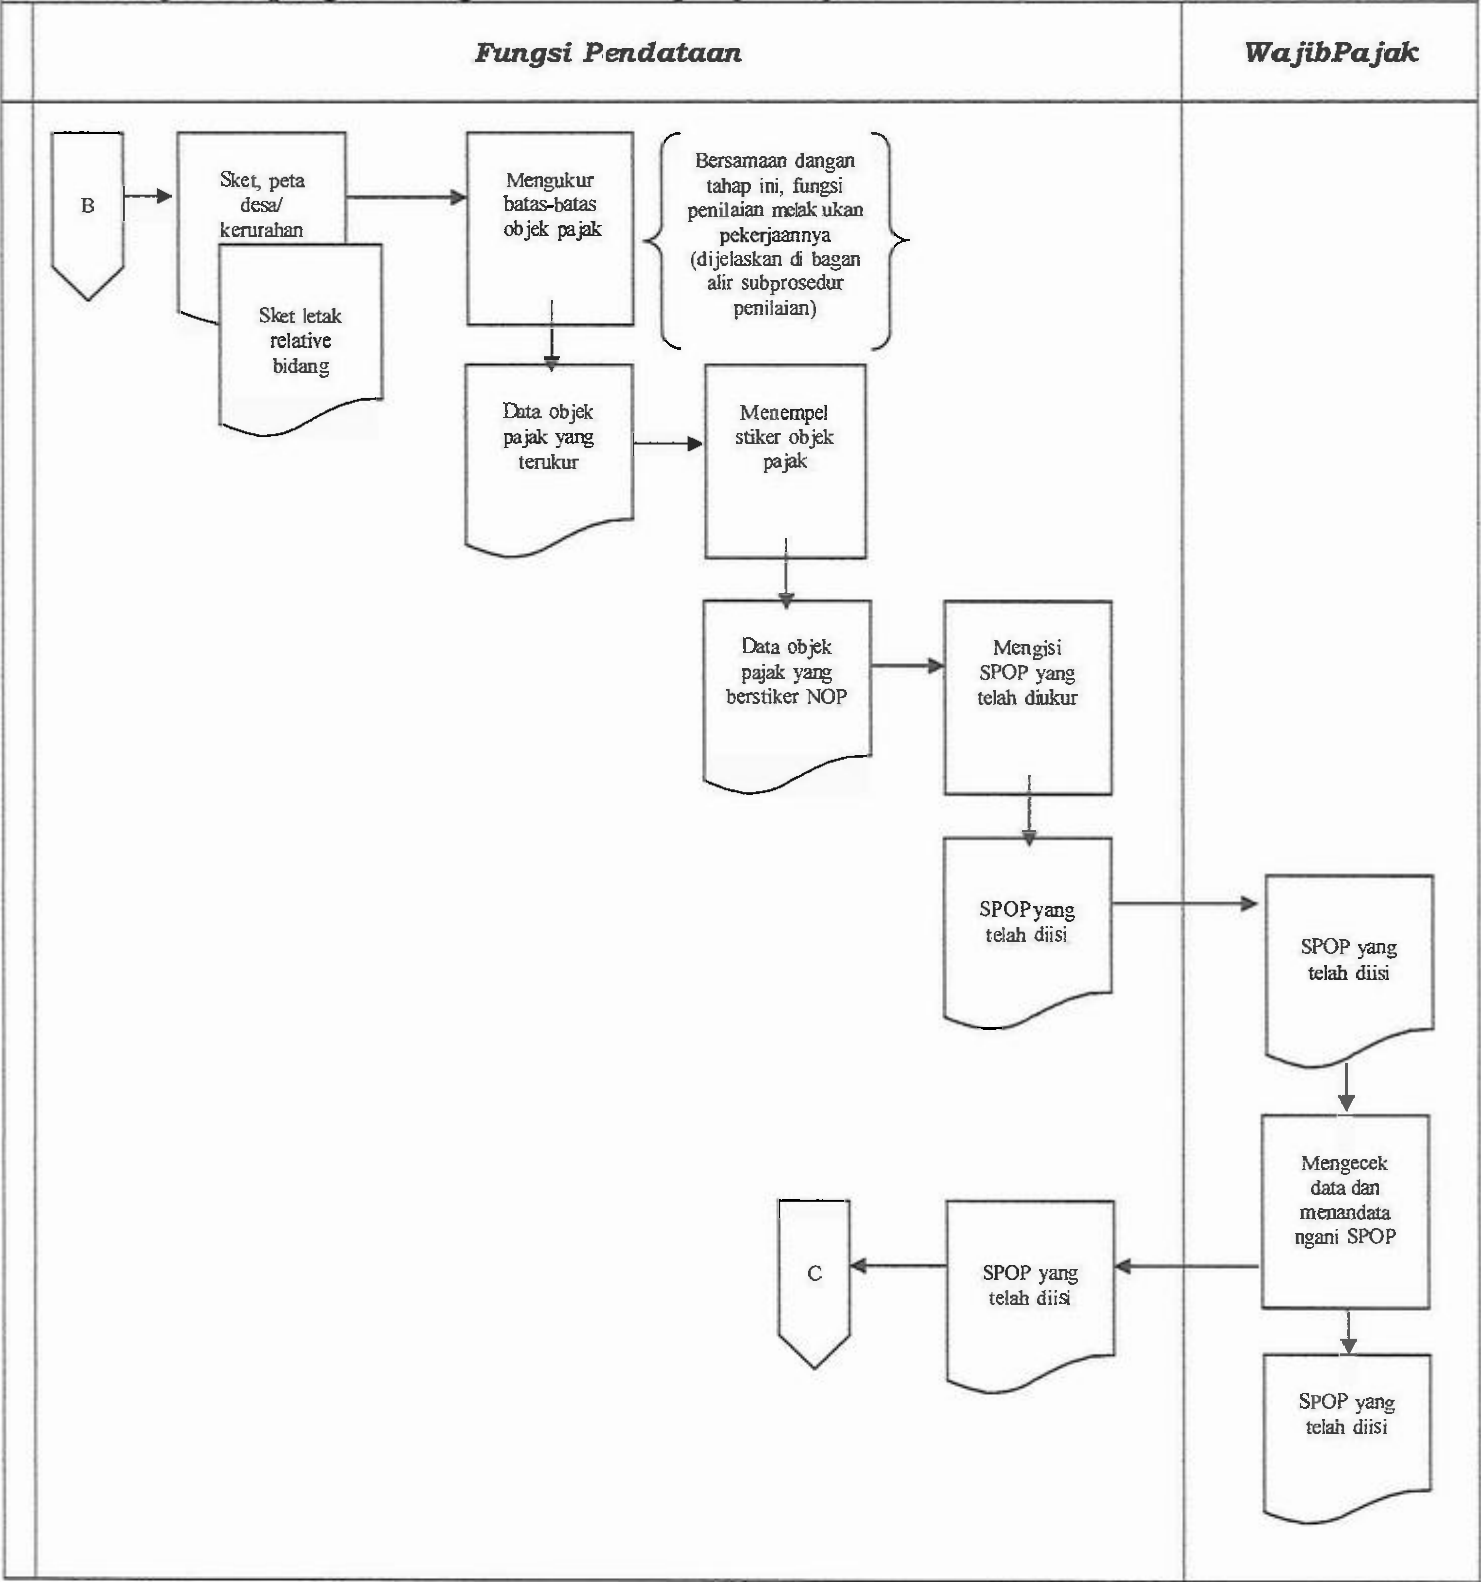 Fungsi Pendataan
WajibPajak
B
Sket, peta
desa/
kerurahan
Sket letak
relative
bidang
Mengukur
batas-batas
objek pajak
Bersamaan dangan
tahap ini, fungsi
penilaian melak ukan
pekerjaannya
(dijelaskan di bagan
alir subprosedur
penilaian)
Data objek
pajak yang
terukur
Menempel
stiker objek
pajak
Data objek
pajak yang
berstiker NOP
Mengisi
SPOP yang
telah diukur
SPOPyang
telah diisi
SPOP yang
telah diisi
Mengecek
data dan
menandata
ngani SPOP
SPOP yang
telah diisi
C
SPOP yang
telah diisi